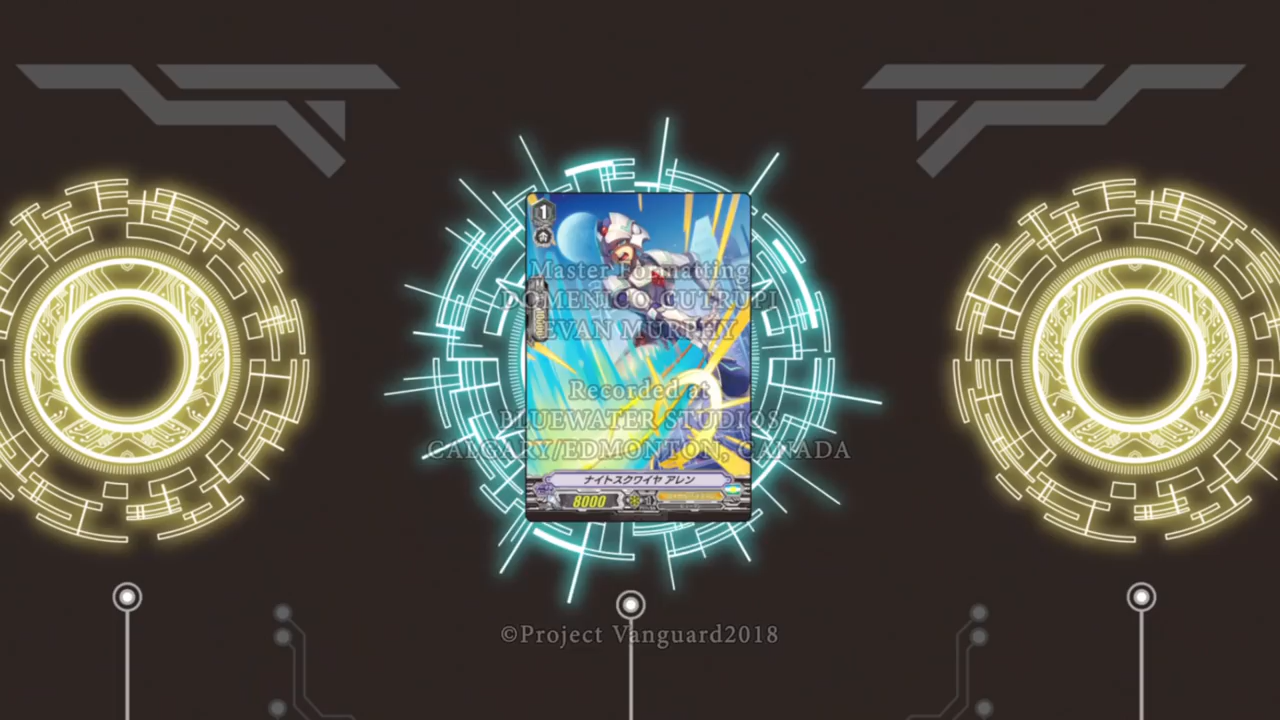 1
Master Formatting
DOMENICO CUTRUPI
EVAN MURPHY
Recorded at
BLUEWATER STUDIOS
CALGARY/EDMONTON, CANADA
ナイトスクワイヤ アレン
8000
©Project Vanguard2018